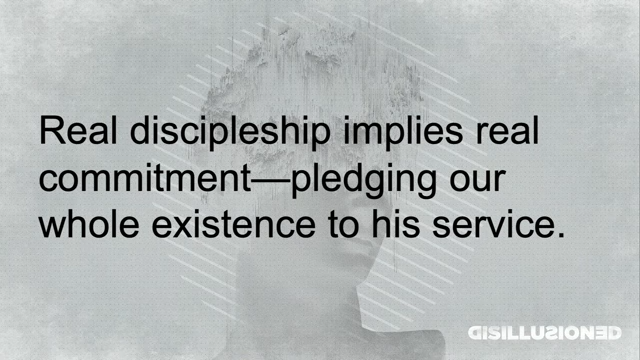 Real discipleship implies real
commitment—pledging our
whole existence to his service.
DISILLUSIONED